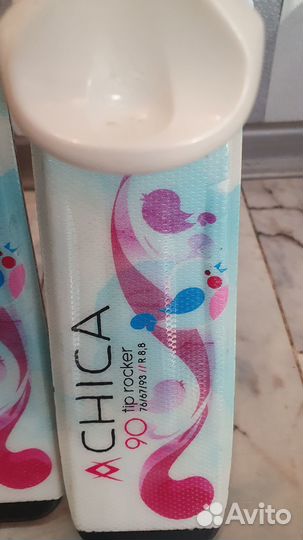 CHICA
90 tip rocker
76/67/93 // R 8,8
Avito